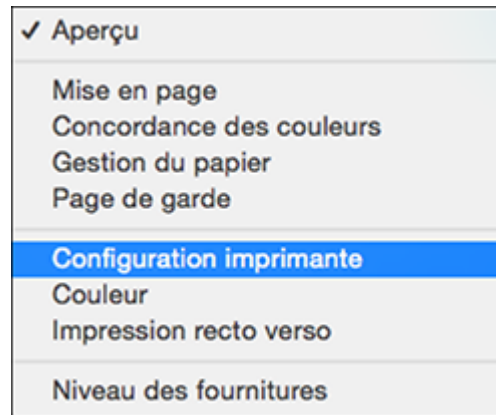 ✓ Aperçu
Mise en page
Concordance des couleurs
Gestion du papier
Page de garde
Configuration imprimante
Couleur
Impression recto verso
Niveau des fournitures